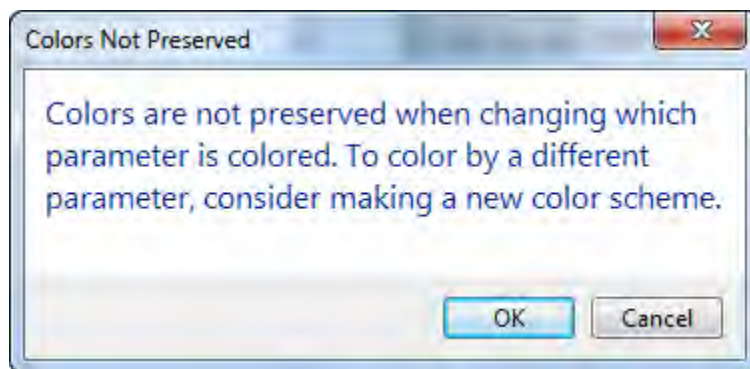 Colors Not Preserved
Colors are not preserved when changing which
parameter is colored. To color by a different
parameter, consider making a new color scheme.
OK
Cancel